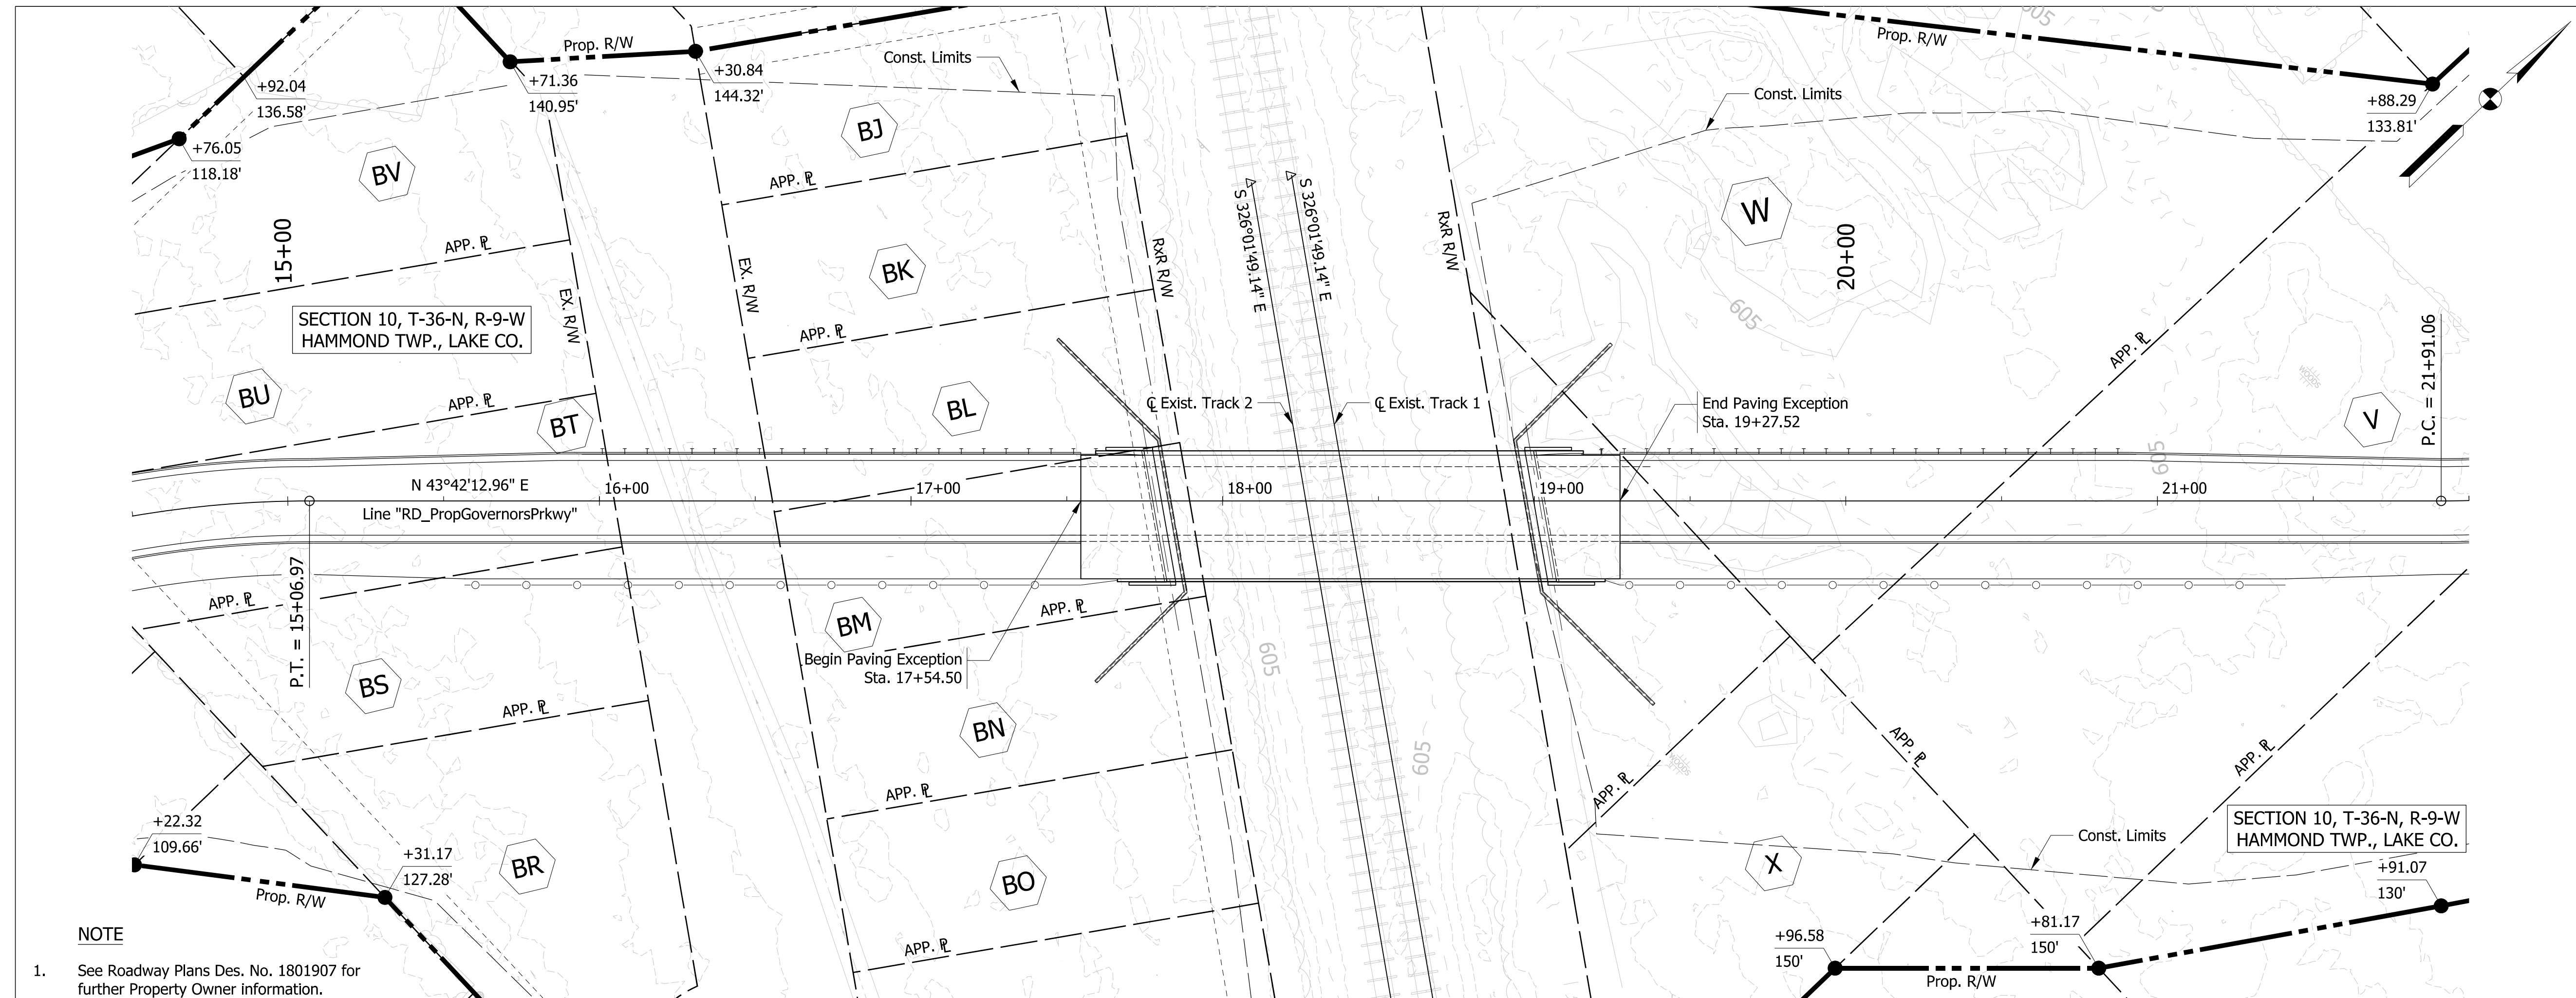 605
Prop. R/W
Prop. R/W
Const. Limits
+30.84
144.32'
+71.36
140.95'
+92.04
136.58'
+88.29
133.81'
Const. Limits
BJ
+76.05
118.18'
BV
APP. ⅊
W
S 326°01'49.14" E
S 326°01'49.14" E
RxR R/W
RxR R/W
15+00
20+00
APP. ⅊
BK
EX. R/W
EX. R/W
SECTION 10, T-36-N, R-9-W
HAMMOND TWP., LAKE CO.
605
APP. ⅊
APP. ⅊
P.C. = 21+91.06
BU
APP. ⅊
BT
BL
℄ Exist. Track 2
℄ Exist. Track 1
End Paving Exception
Sta. 19+27.52
V
605
N 43°42'12.96" E
16+00
17+00
18+00
19+00
21+00
Line "RD_PropGovernorsPrkwy"
P.T. = 15+06.97
APP. ⅊
APP. ⅊
BM
Begin Paving Exception
Sta. 17+54.50
605
BS
APP. ⅊
BN
605
APP. ⅊
APP. ⅊
APP. ⅊
APP. ⅊
+22.32
109.66'
SECTION 10, T-36-N, R-9-W
HAMMOND TWP., LAKE CO.
Const. Limits
+31.17
127.28'
BR
X
BO
+91.07
130'
Prop. R/W
NOTE
+81.17
150'
+96.58
150'
APP. ⅊
1. See Roadway Plans Des. No. 1801907 for
further Property Owner information.
Prop. R/W